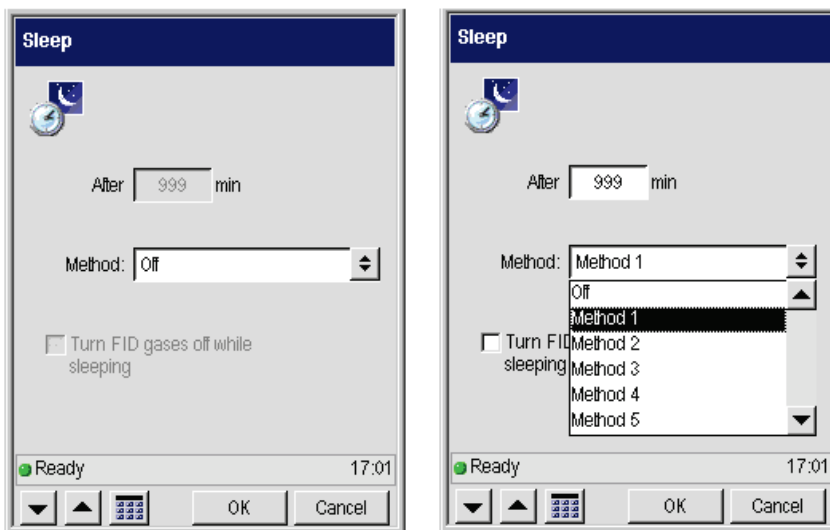 Sleep
After 999 min
Method: Off
Turn FID gases off while
sleeping
Ready 17:01
OK Cancel
Sleep
After 999 min
Method: Method 1
Off
Method 1
Turn FID Method 2
sleeping Method 3
Method 4
Method 5
Ready 17:01
OK Cancel